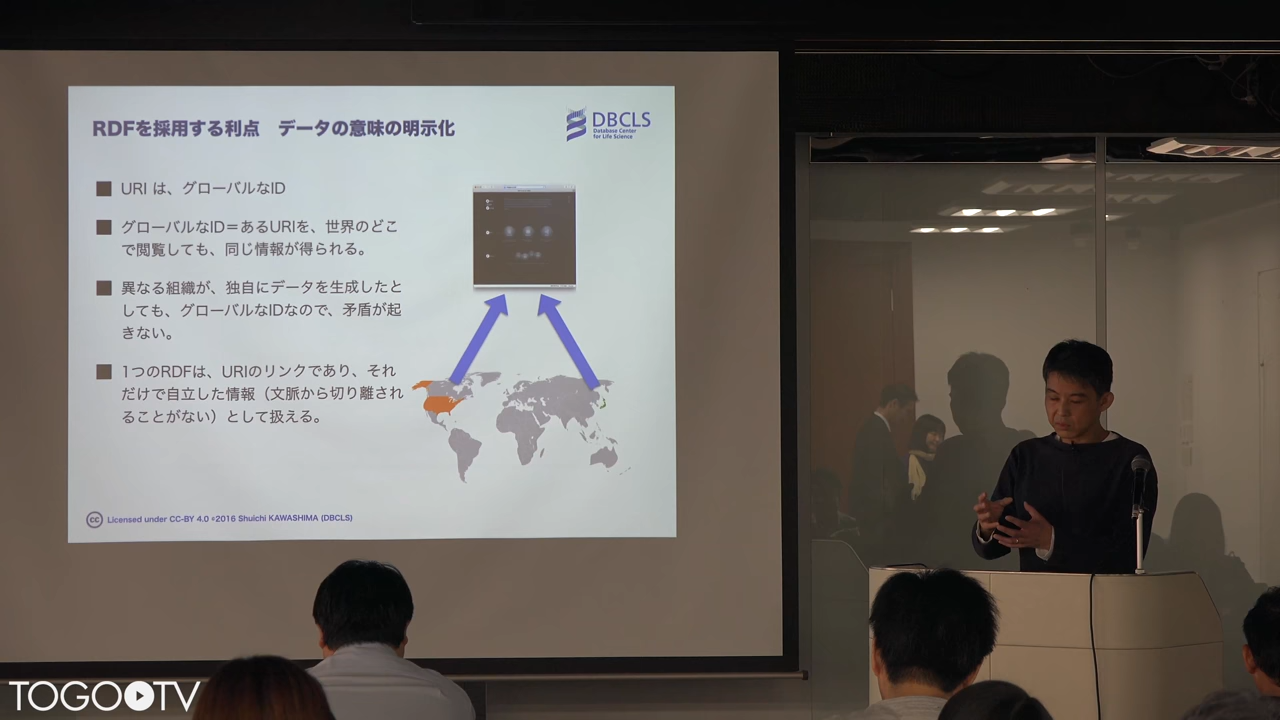 RDFを採用する利点　データの意味の明示化
DBCLS
Database Center
for Life Science
URI は、グローバルなID
グローバルなID＝あるURIを、世界のどこ
で閲覧しても、同じ情報が得られる。
異なる組織が、独自にデータを生成したと
しても、グローバルなIDなので、矛盾が起
きない。
1つのRDFは、URIのリンクであり、それ
だけで自立した情報（文脈から切り離され
ることがない）として扱える。
cc Licensed under CC-BY 4.0 ©2016 Shuichi KAWASHIMA (DBCLS)
TOGO TV